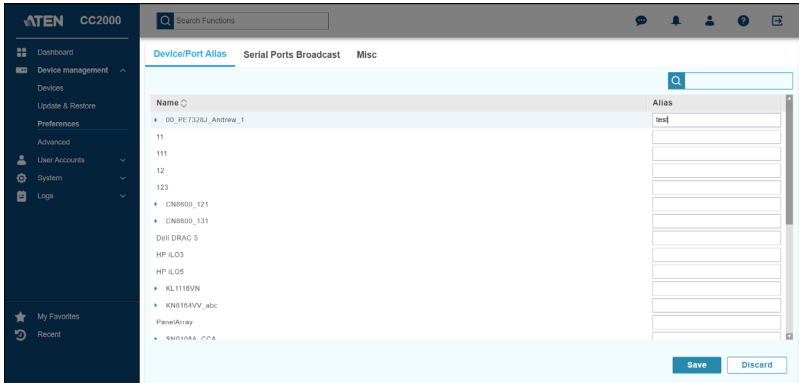 ATEN CC2000
Search Functions
Dashboard
Device management
Devices
Update & Restore
Preferences
Advanced
User Accounts
System
Logs
My Favorites
Recent
Device/Port Alias Serial Ports Broadcast Misc
Name Alias
00_PE7328J_Andrew_1 test
11
111
12
123
CN8600_121
CN8600_131
Dell DRAC 5
HP iLO3
HP iLO5
KL1116VN
KN8164VV_abc
PanelArray
SN0108A_CCA
Save Discard